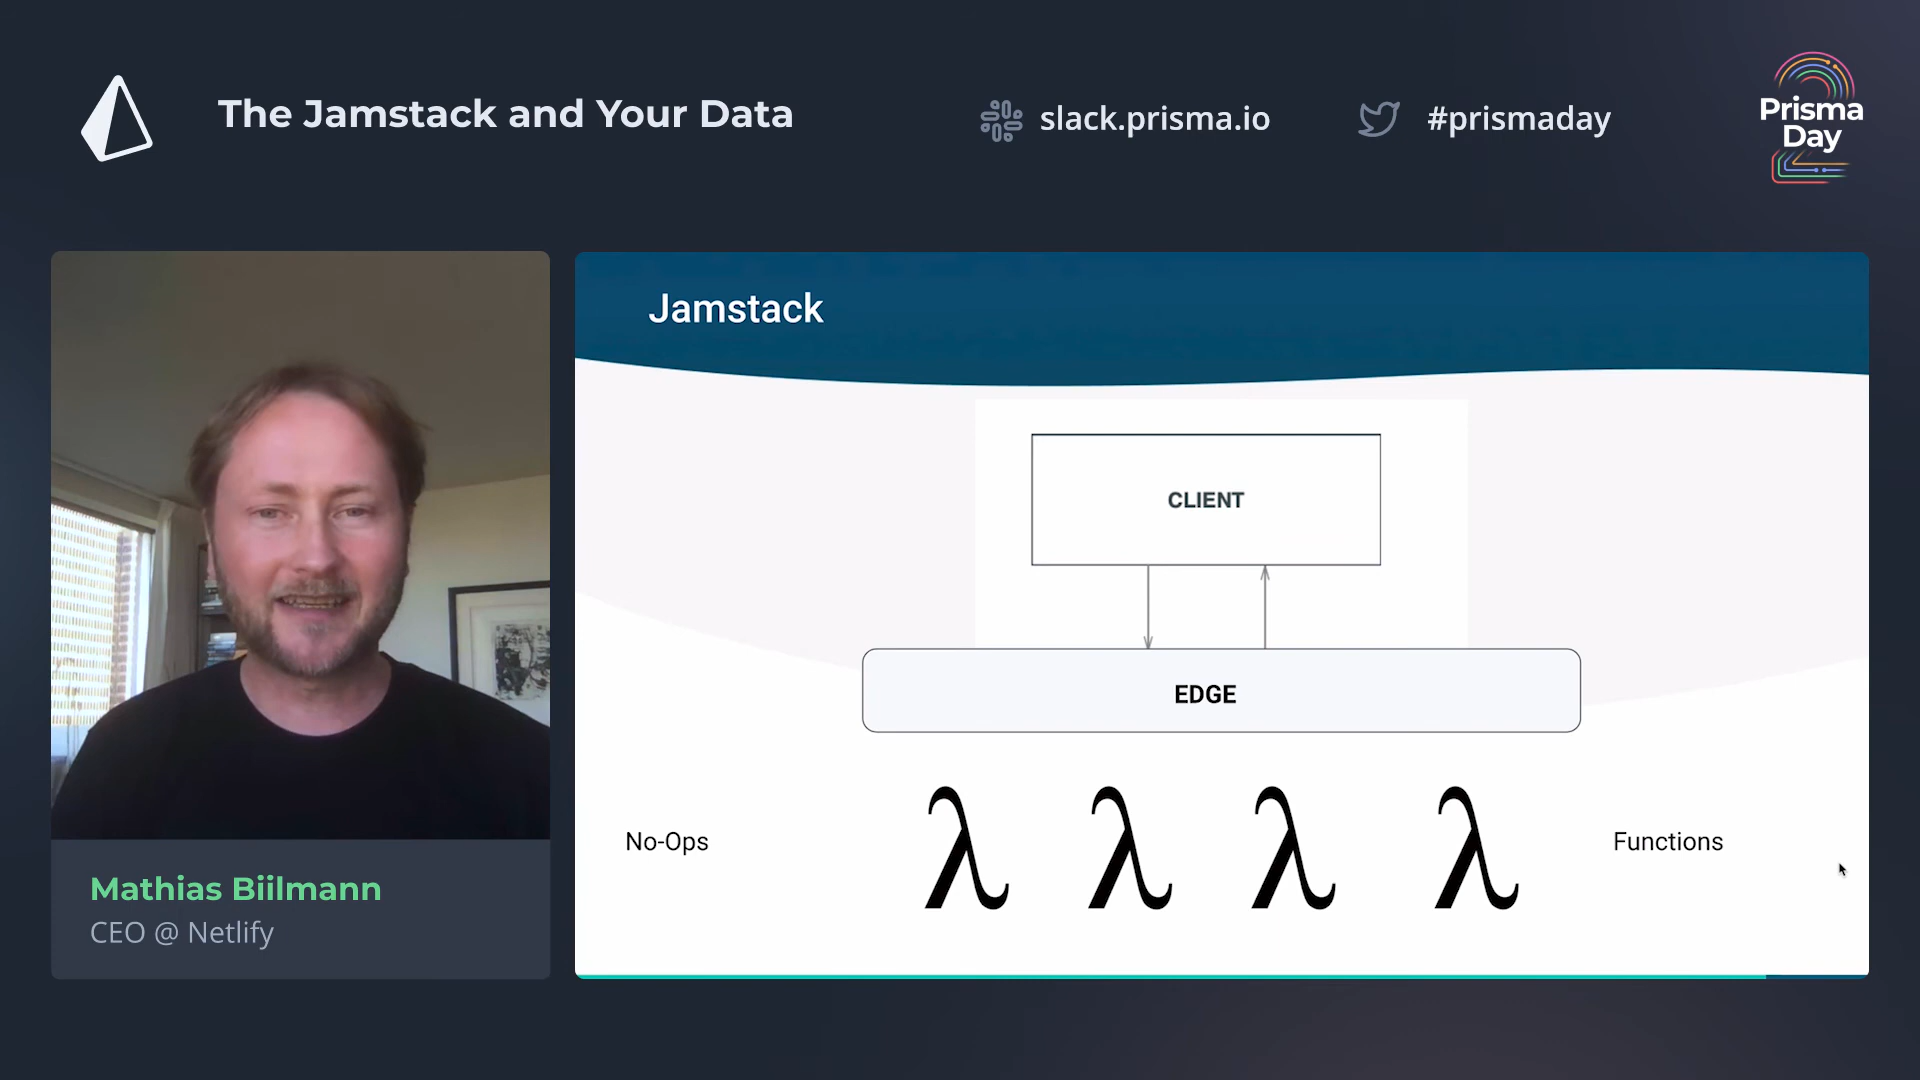 The Jamstack and Your Data
slack.prisma.io
#prismaday
Prisma
Day
Jamstack
CLIENT
EDGE
No-Ops
λ λ λ λ
Functions
Mathias Biilmann
CEO @ Netlify